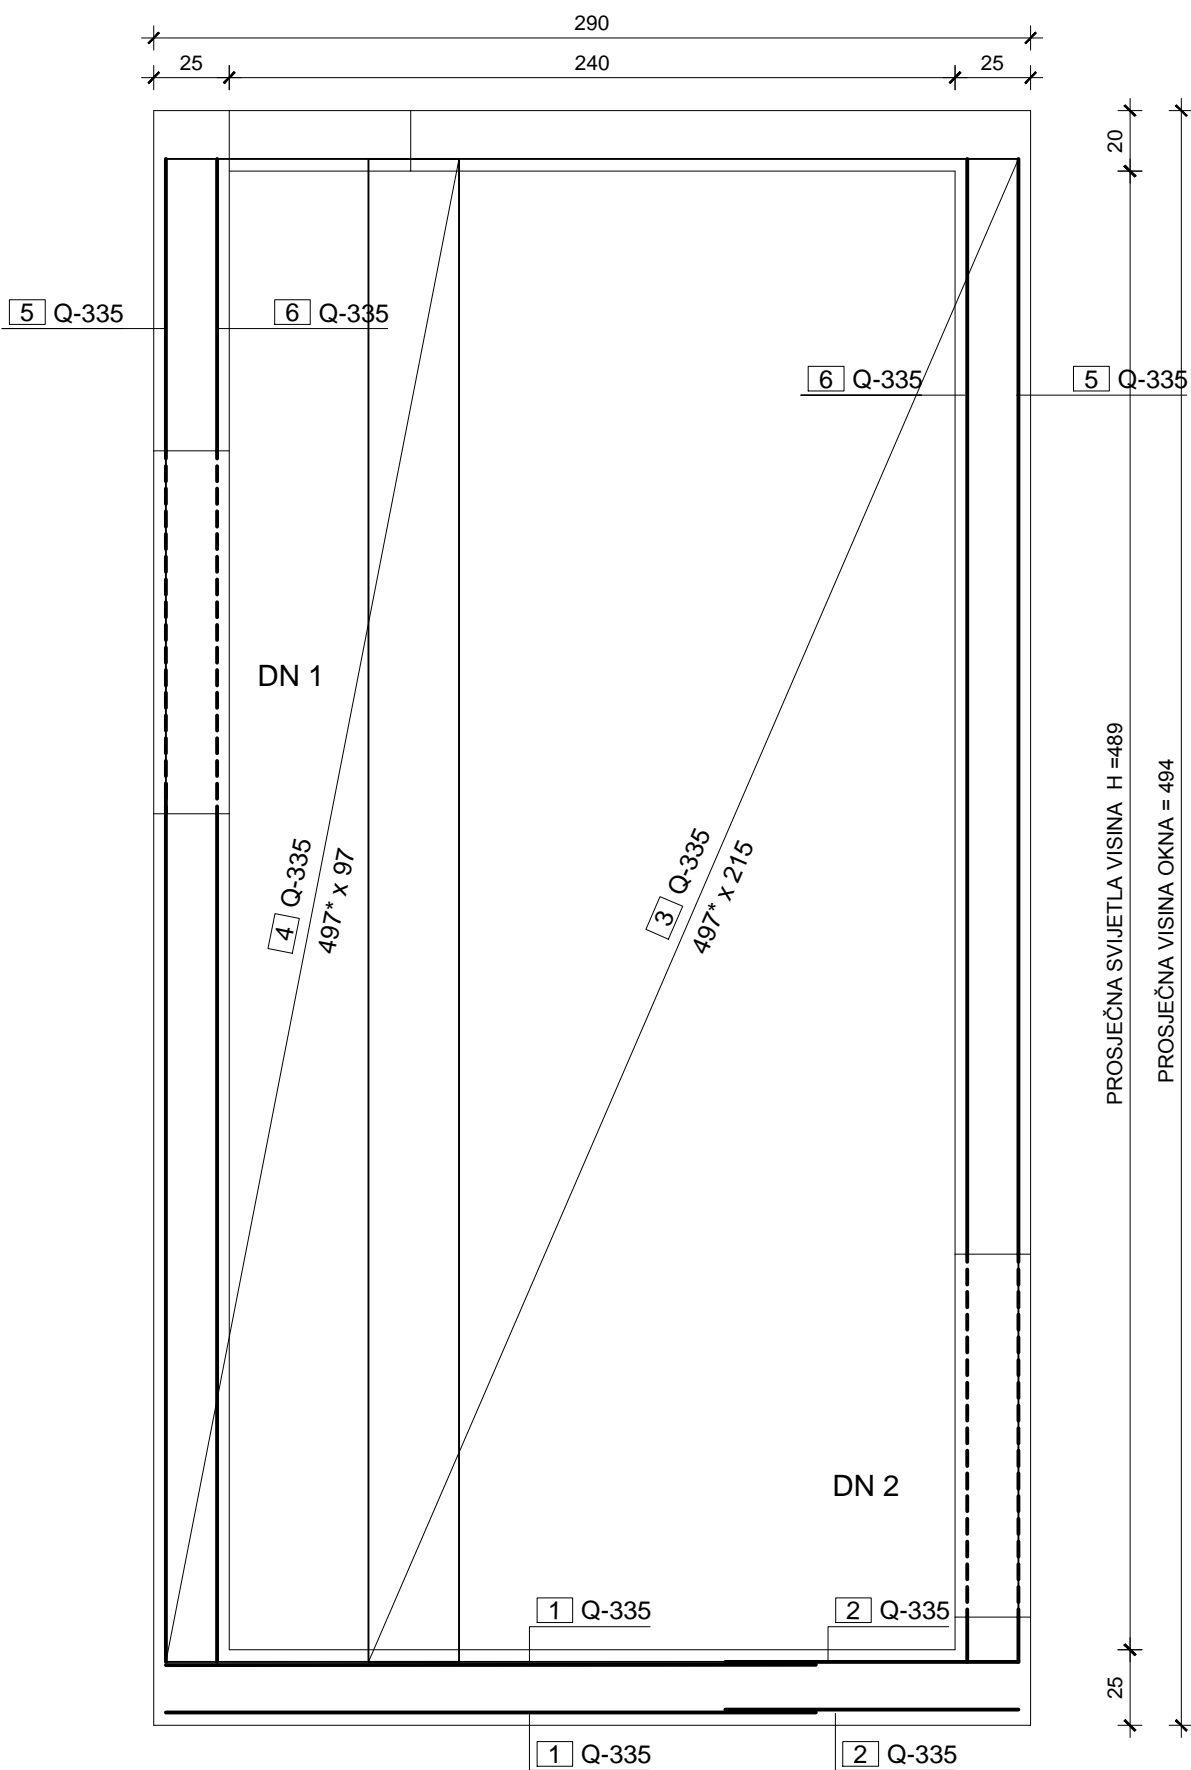 290
25
240
25
20
5 Q-335
6 Q-335
6 Q-335
5 Q-335
DN 1
PROSJEČNA SVIJETLA VISINA H =489
PROSJEČNA VISINA OKNA = 494
4 Q-335
497* x 97
3 Q-335
497* x 215
DN 2
1 Q-335
2 Q-335
25
1 Q-335
2 Q-335